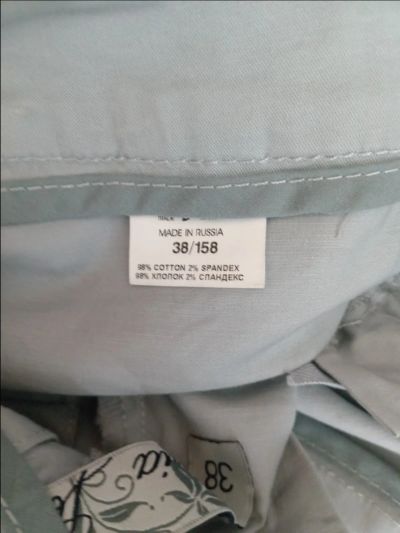 MADE IN RUSSIA
38/158
98% COTTON 2% SPANDEX
98% ХЛОПОК 2% СПАНДЕКС
38